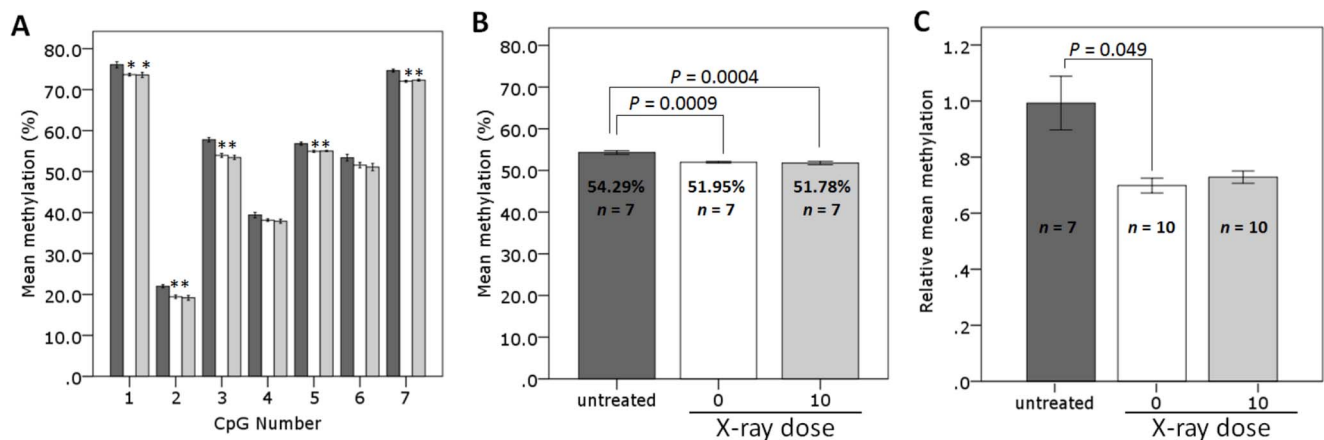 A
Mean methylation (%)
80.0
70.0
60.0
50.0
40.0
30.0
20.0
10.0
.0
* *
**
**
**
**
1 2 3 4 5 6 7
CpG Number
B
Mean methylation (%)
80.0
70.0
60.0
50.0
40.0
30.0
20.0
10.0
.0
P = 0.0004
P = 0.0009
54.29% 51.95% 51.78%
n = 7 n = 7 n = 7
untreated 0 10
X-ray dose
C
Relative mean methylation
1.2
1.0
0.8
0.6
.4
.2
.0
P = 0.049
n = 7 n = 10 n = 10
untreated 0 10
X-ray dose